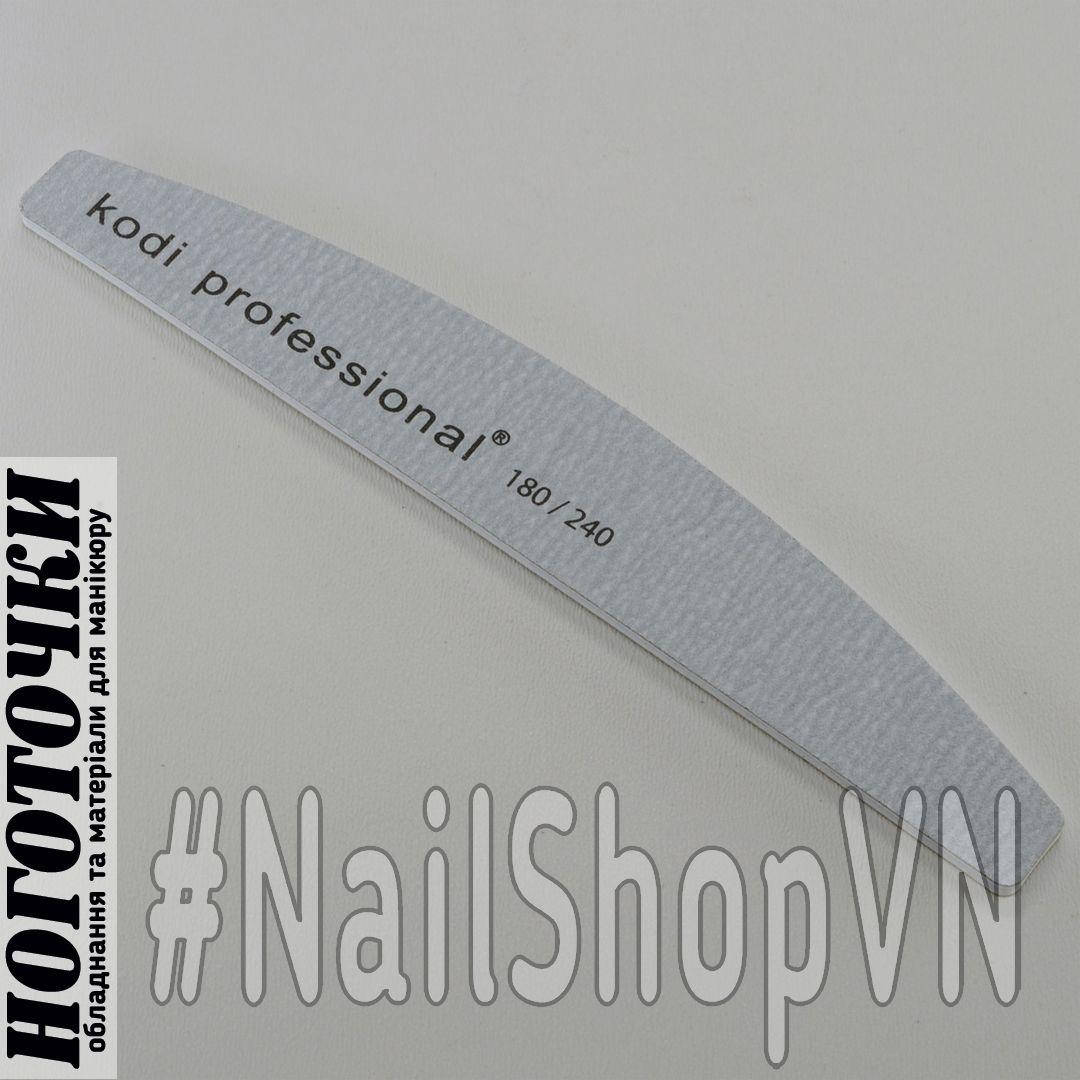 kodi professional®
180 / 240
НОГОТОЧКИ
обладнання та матеріали для манікюру
#NailShopVN